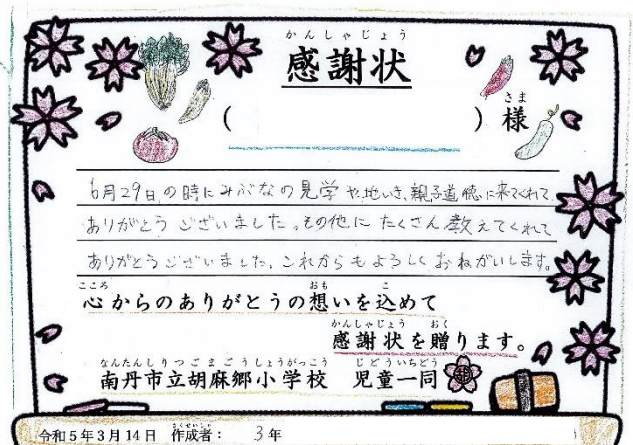 かんしゃじょう
感謝状
( ) 様
さま
6月29日の時にみぶなの見学や、地いき、親子道徳に来てくれて
ありがとうございました。その他にたくさん教えてくれて
ありがとうございました。これからもよろしくおねがいします。
こころ おも こ
心からのありがとうの想いを込めて
かんしゃじょう おく
感謝状を贈ります。
なんたんしりつごまごうしょうがっこう じどういちどう
南丹市立胡麻郷小学校 児童一同
さくせいしゃ
令和5年3月14日 作成者: 3年